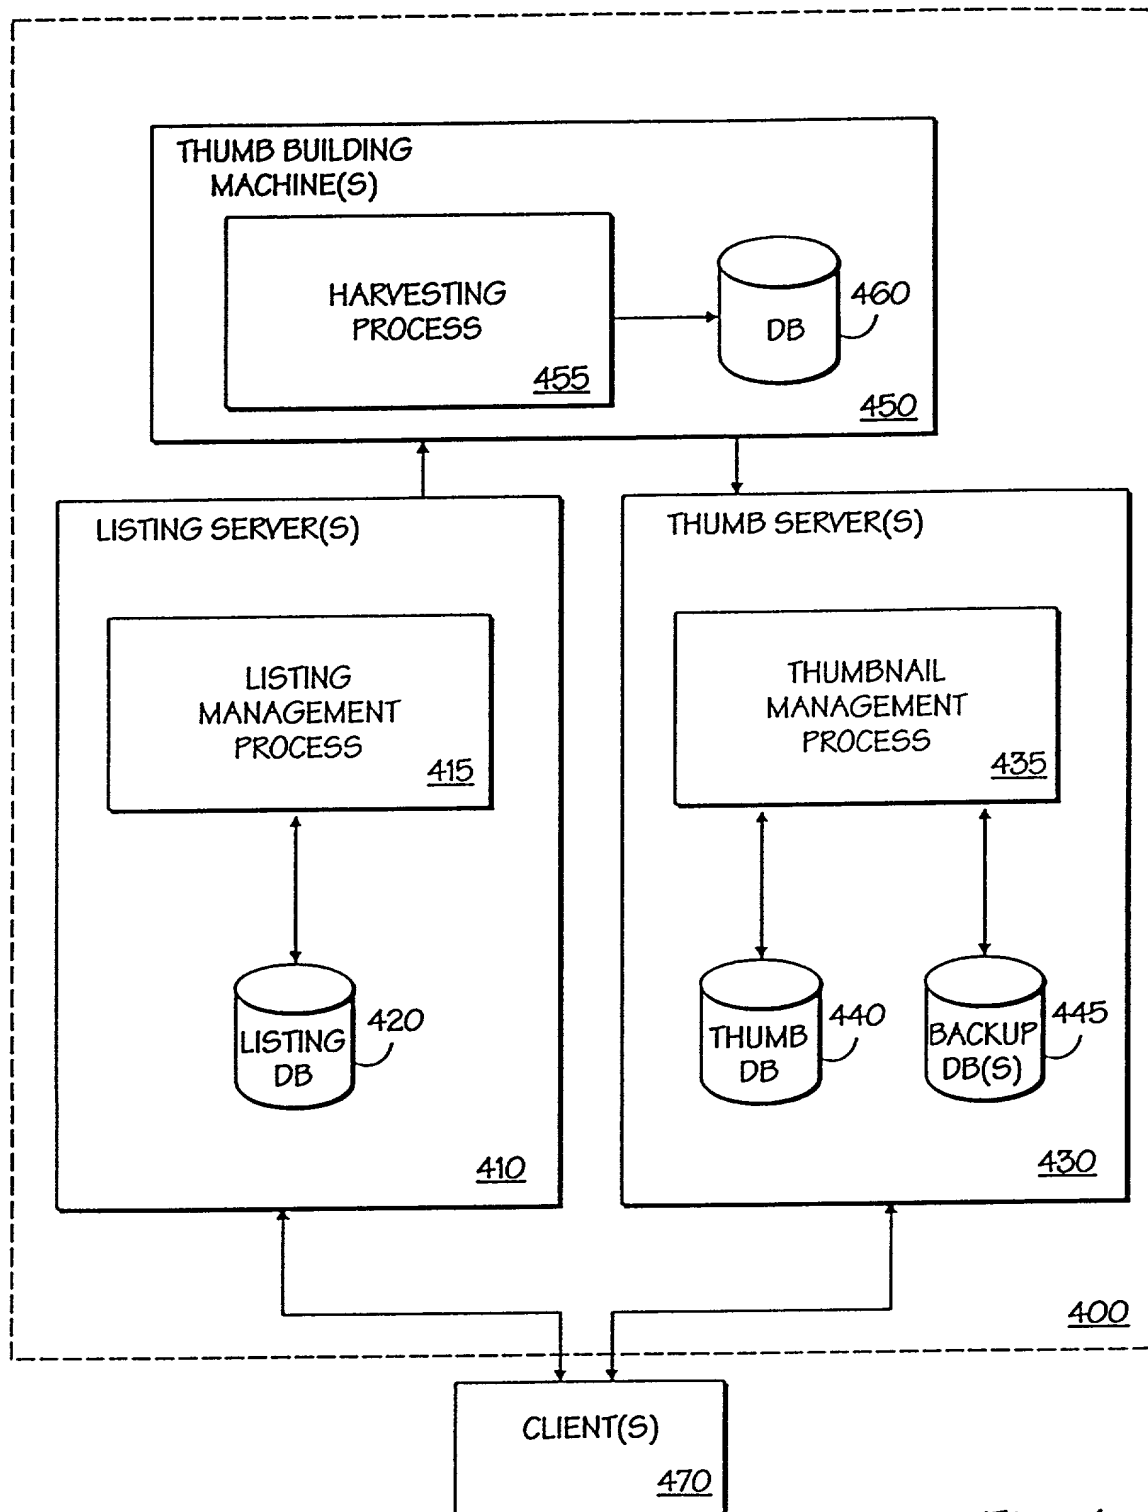 THUMB BUILDING
MACHINE(S)
HARVESTING
PROCESS
455
DB
460
450
LISTING SERVER(S)
LISTING
MANAGEMENT
PROCESS
415
LISTING
DB
420
410
THUMB SERVER(S)
THUMBNAIL
MANAGEMENT
PROCESS
435
THUMB
DB
440
BACKUP
DB(S)
445
430
400
CLIENT(S)
470